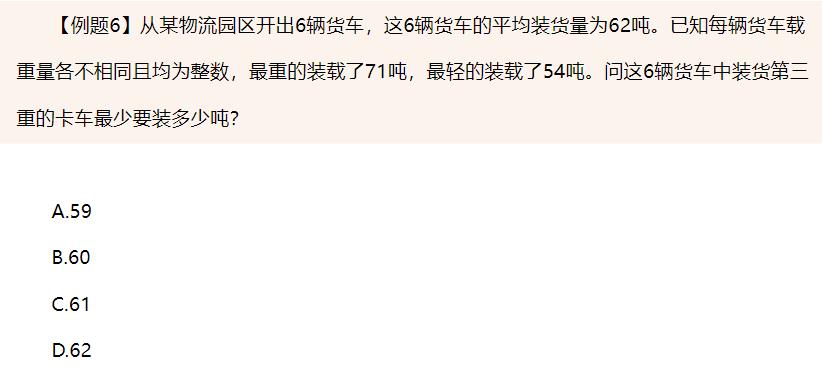 【例题6】从某物流园区开出6辆货车，这6辆货车的平均装货量为62吨。已知每辆货车载
重量各不相同且均为整数，最重的装载了71吨，最轻的装载了54吨。问这6辆货车中装货第三
重的卡车最少要装多少吨？
A.59
B.60
C.61
D.62